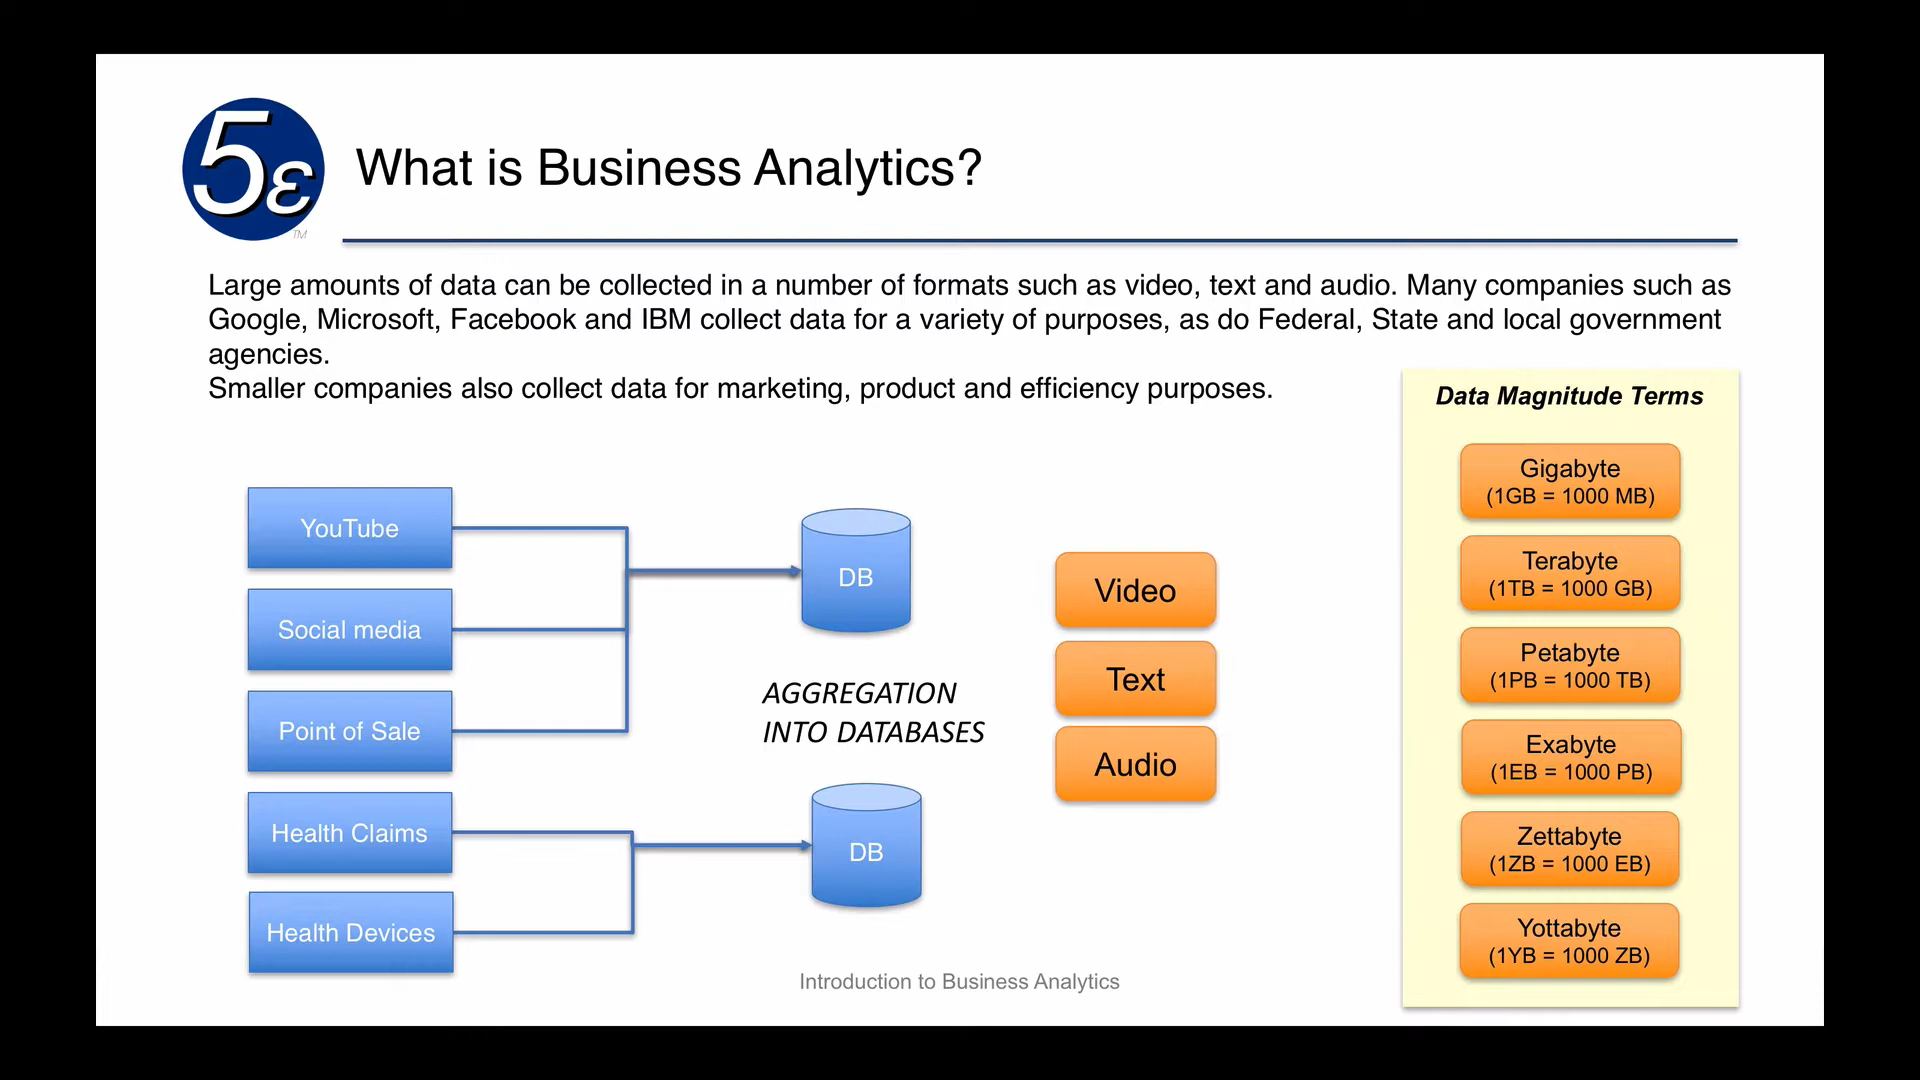 5ε
TM
What is Business Analytics?
Large amounts of data can be collected in a number of formats such as video, text and audio. Many companies such as
Google, Microsoft, Facebook and IBM collect data for a variety of purposes, as do Federal, State and local government
agencies.
Smaller companies also collect data for marketing, product and efficiency purposes.
YouTube
Social media
Point of Sale
Health Claims
Health Devices
DB
AGGREGATION
INTO DATABASES
DB
Video
Text
Audio
Data Magnitude Terms
Gigabyte
(1GB = 1000 MB)
Terabyte
(1TB = 1000 GB)
Petabyte
(1PB = 1000 TB)
Exabyte
(1EB = 1000 PB)
Zettabyte
(1ZB = 1000 EB)
Yottabyte
(1YB = 1000 ZB)
Introduction to Business Analytics